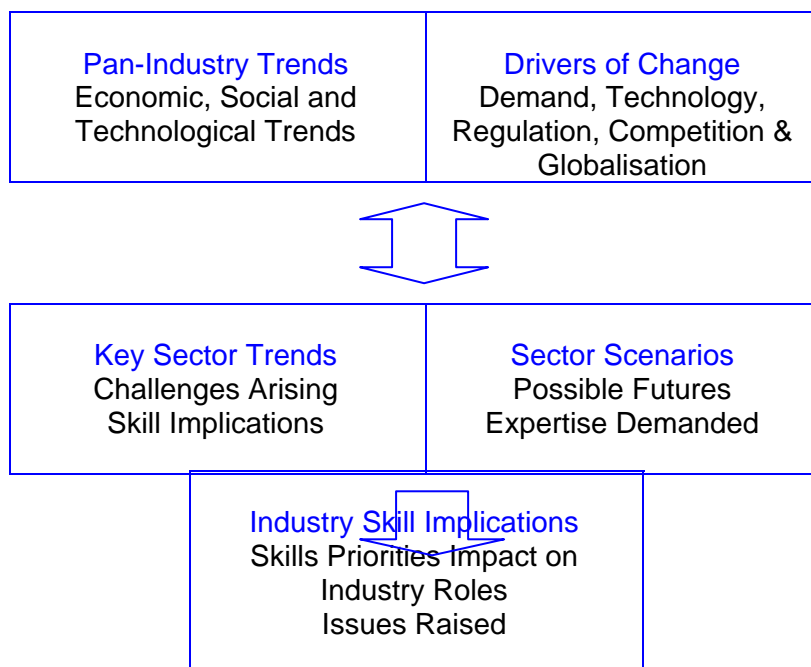 Pan-Industry Trends
Economic, Social and
Technological Trends
Drivers of Change
Demand, Technology,
Regulation, Competition &
Globalisation
Key Sector Trends
Challenges Arising
Skill Implications
Sector Scenarios
Possible Futures
Expertise Demanded
Industry Skill Implications
Skills Priorities Impact on
Industry Roles
Issues Raised